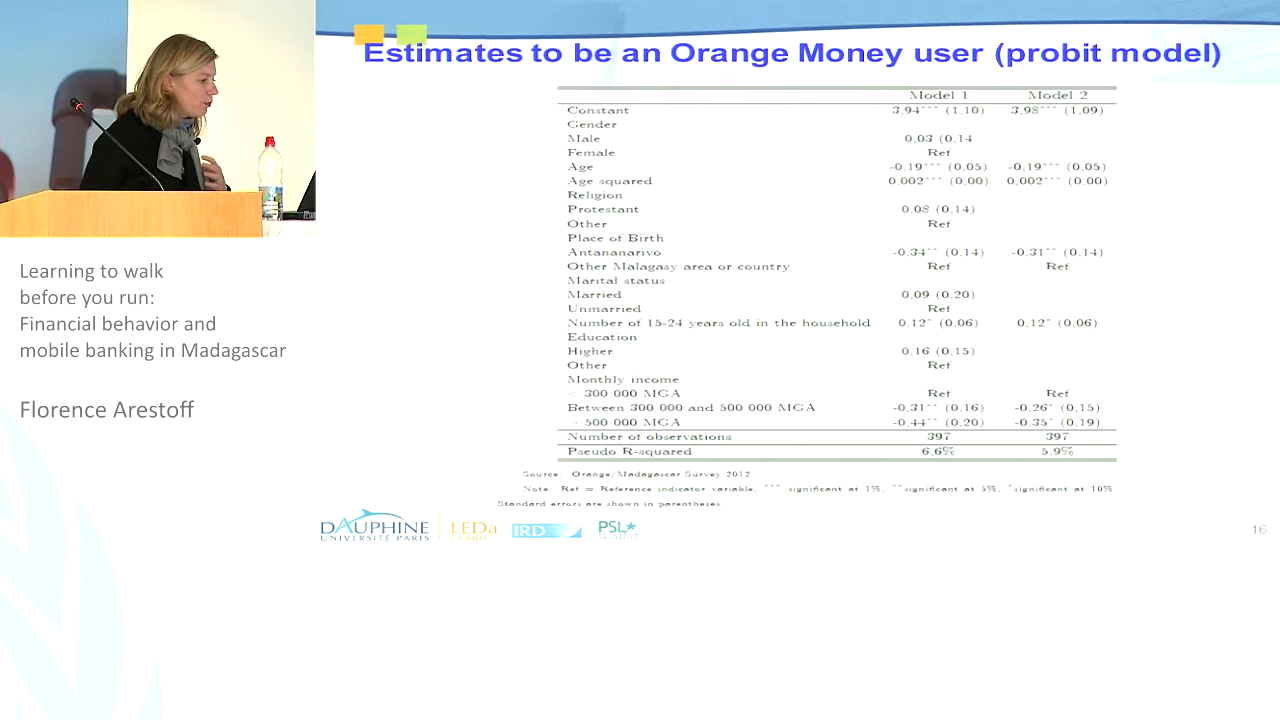 Estimates to be an Orange Money user (probit model)
Model 1 Model 2
Constant 3.94*** (1.10) 3.98*** (1.09)
Gender
Male 0.03 (0.14
Female Ref
Age -0.19*** (0.05) -0.19*** (0.05)
Age squared 0.002*** (0.00) 0.002*** (0.00)
Religion
Protestant 0.08 (0.14)
Other Ref
Place of Birth
Antananarivo -0.34** (0.14) -0.31** (0.14)
Other Malagasy area or country Ref Ref
Marital status
Married 0.09 (0.20)
Unmarried Ref
Number of 15-24 years old in the household 0.12* (0.06) 0.12* (0.06)
Education
Higher 0.16 (0.15)
Other Ref
Monthly income
< 300 000 MGA Ref Ref
Between 300 000 and 500 000 MGA -0.31** (0.16) -0.26* (0.15)
> 500 000 MGA -0.44** (0.20) -0.35* (0.19)
Number of observations 397 397
Pseudo R-squared 6.6% 5.9%
Source: Orange/Madagascar Survey 2012
Note: Ref = Reference indicator variable, *** significant at 1%, **significant at 5%, *significant at 10%
Standard errors are shown in parentheses.
Learning to walk
before you run:
Financial behavior and
mobile banking in Madagascar
Florence Arestoff
DAUPHINE
UNIVERSITÉ PARIS
LEDa
IRD
PSL★
16